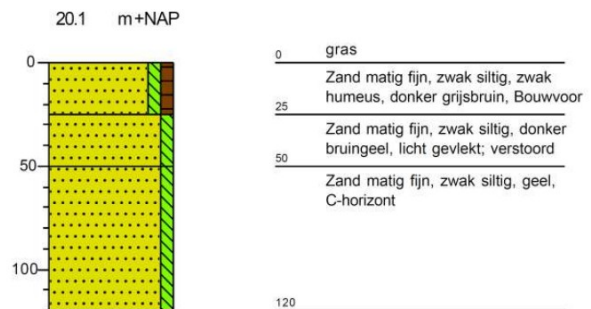 20.1 m+NAP
0
50
100
0 gras
Zand matig fijn, zwak siltig, zwak
humeus, donker grijsbruin, Bouwvoor
25
Zand matig fijn, zwak siltig, donker
bruingeel, licht gevlekt; verstoord
50
Zand matig fijn, zwak siltig, geel,
C-horizont
120